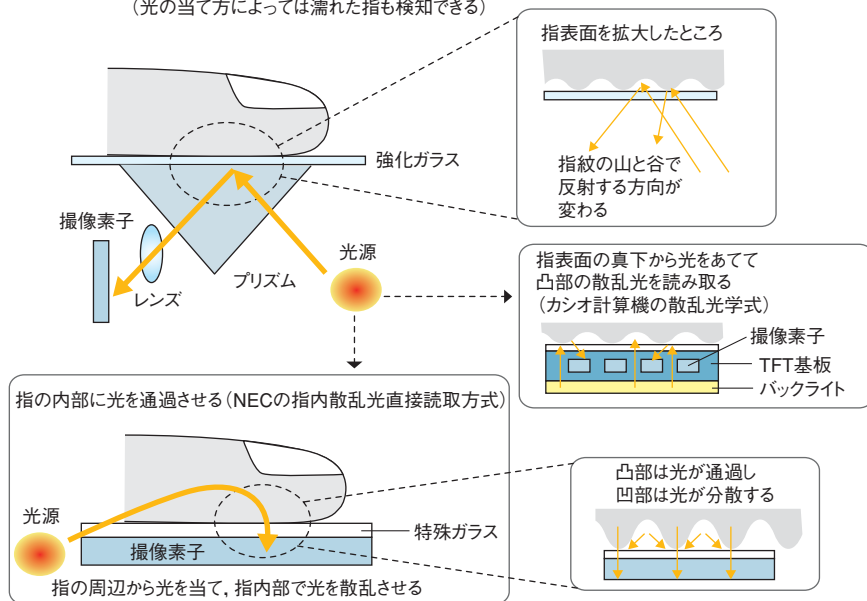 (光の当て方によっては濡れた指も検知できる)
指表面を拡大したところ
指紋の山と谷で
反射する方向が
変わる
強化ガラス
撮像素子
レンズ
プリズム
光源
指表面の真下から光をあてて
凸部の散乱光を読み取る
(カシオ計算機の散乱光学式)
撮像素子
TFT基板
バックライト
指の内部に光を通過させる(NECの指内散乱光直接読取方式)
光源
特殊ガラス
撮像素子
指の周辺から光を当て,指内部で光を散乱させる
凸部は光が通過し
凹部は光が分散する